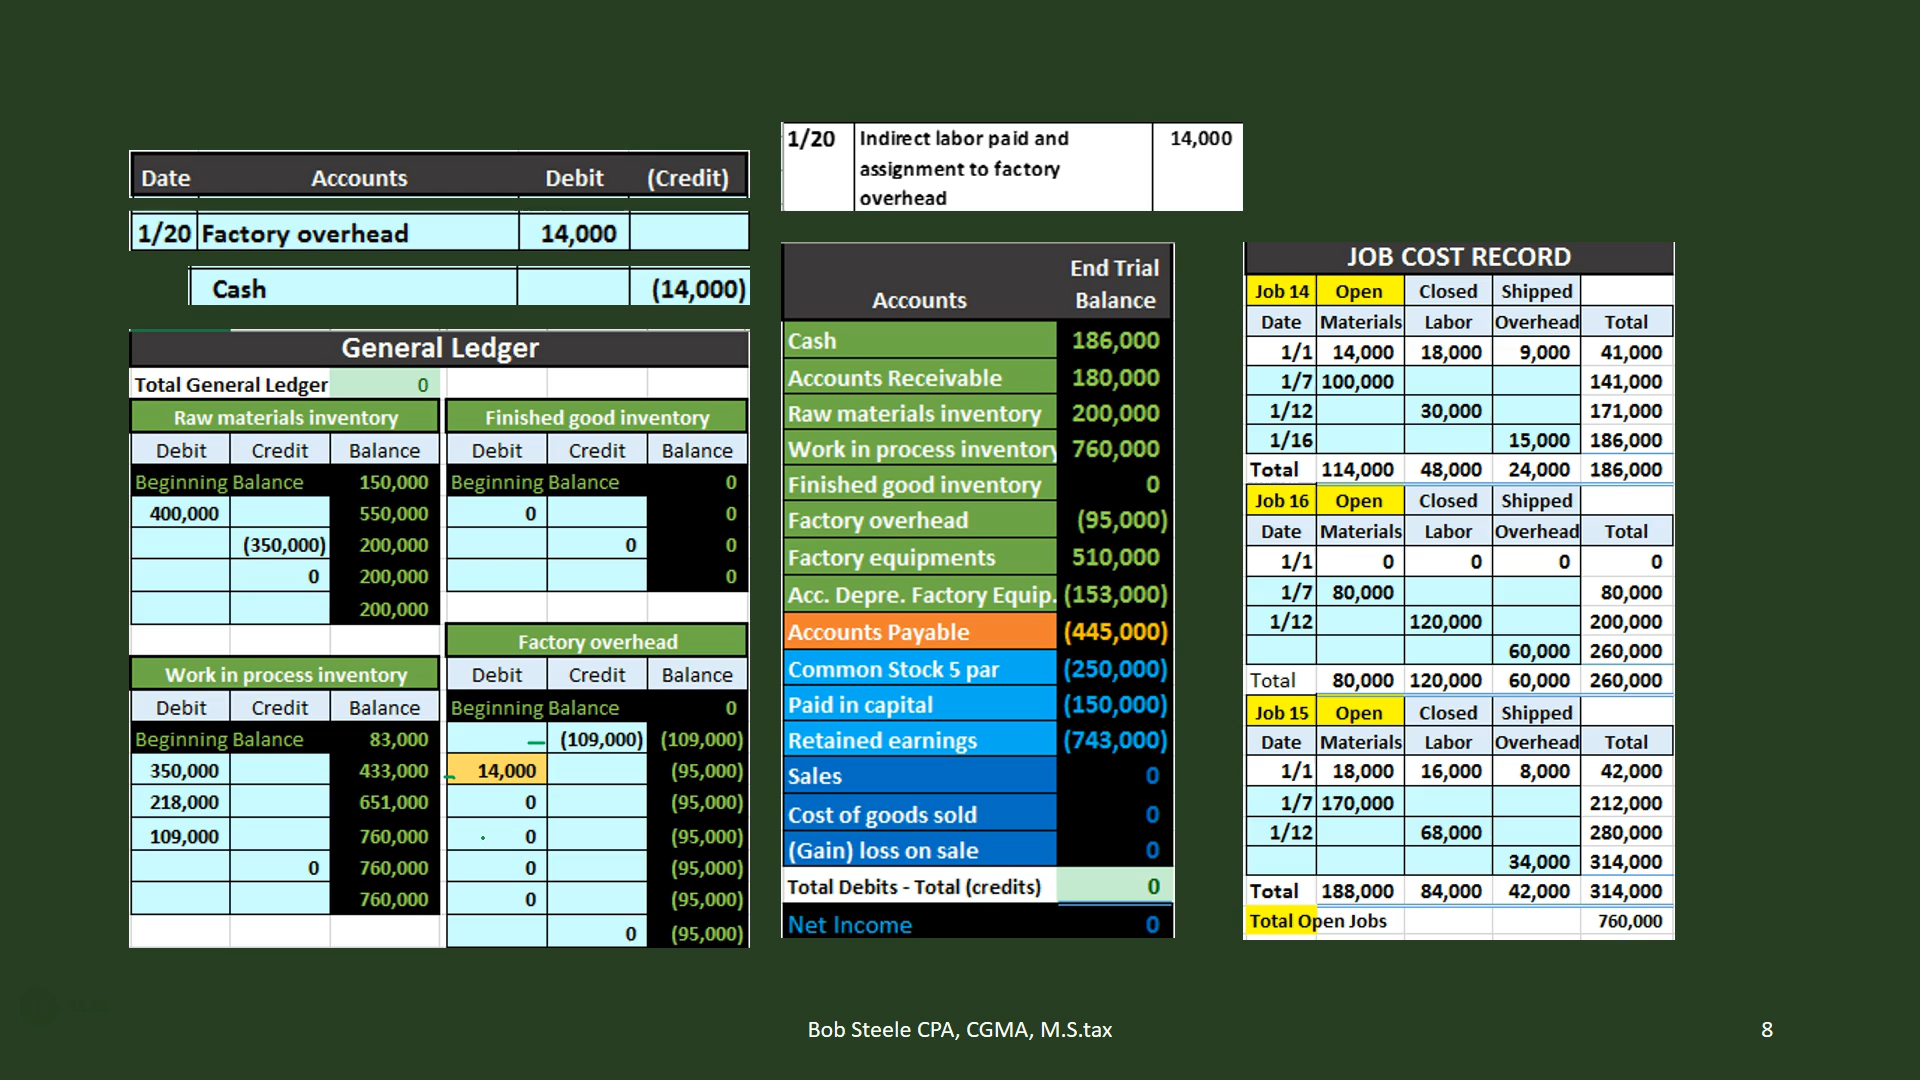 Date Accounts Debit (Credit)
1/20 Factory overhead 14,000
Cash (14,000)
1/20 Indirect labor paid and 14,000
assignment to factory
overhead
General Ledger
Total General Ledger 0
Raw materials inventory
Debit Credit Balance
Beginning Balance 150,000
400,000 550,000
(350,000) 200,000
0 200,000
200,000
Finished good inventory
Debit Credit Balance
Beginning Balance 0
0 0
0 0
0
Work in process inventory
Debit Credit Balance
Beginning Balance 83,000
350,000 433,000
218,000 651,000
109,000 760,000
0 760,000
760,000
Factory overhead
Debit Credit Balance
Beginning Balance 0
(109,000) (109,000)
14,000 (95,000)
0 (95,000)
0 (95,000)
0 (95,000)
0 (95,000)
0 (95,000)
End Trial
Accounts Balance
Cash 186,000
Accounts Receivable 180,000
Raw materials inventory 200,000
Work in process inventory 760,000
Finished good inventory 0
Factory overhead (95,000)
Factory equipments 510,000
Acc. Depre. Factory Equip. (153,000)
Accounts Payable (445,000)
Common Stock 5 par (250,000)
Paid in capital (150,000)
Retained earnings (743,000)
Sales 0
Cost of goods sold 0
(Gain) loss on sale 0
Total Debits - Total (credits) 0
Net Income 0
JOB COST RECORD
Job 14 Open Closed Shipped
Date Materials Labor Overhead Total
1/1 14,000 18,000 9,000 41,000
1/7 100,000 141,000
1/12 30,000 171,000
1/16 15,000 186,000
Total 114,000 48,000 24,000 186,000
Job 16 Open Closed Shipped
Date Materials Labor Overhead Total
1/1 0 0 0 0
1/7 80,000 80,000
1/12 120,000 200,000
60,000 260,000
Total 80,000 120,000 60,000 260,000
Job 15 Open Closed Shipped
Date Materials Labor Overhead Total
1/1 18,000 16,000 8,000 42,000
1/7 170,000 212,000
1/12 68,000 280,000
34,000 314,000
Total 188,000 84,000 42,000 314,000
Total Open Jobs 760,000
Bob Steele CPA, CGMA, M.S.tax
8